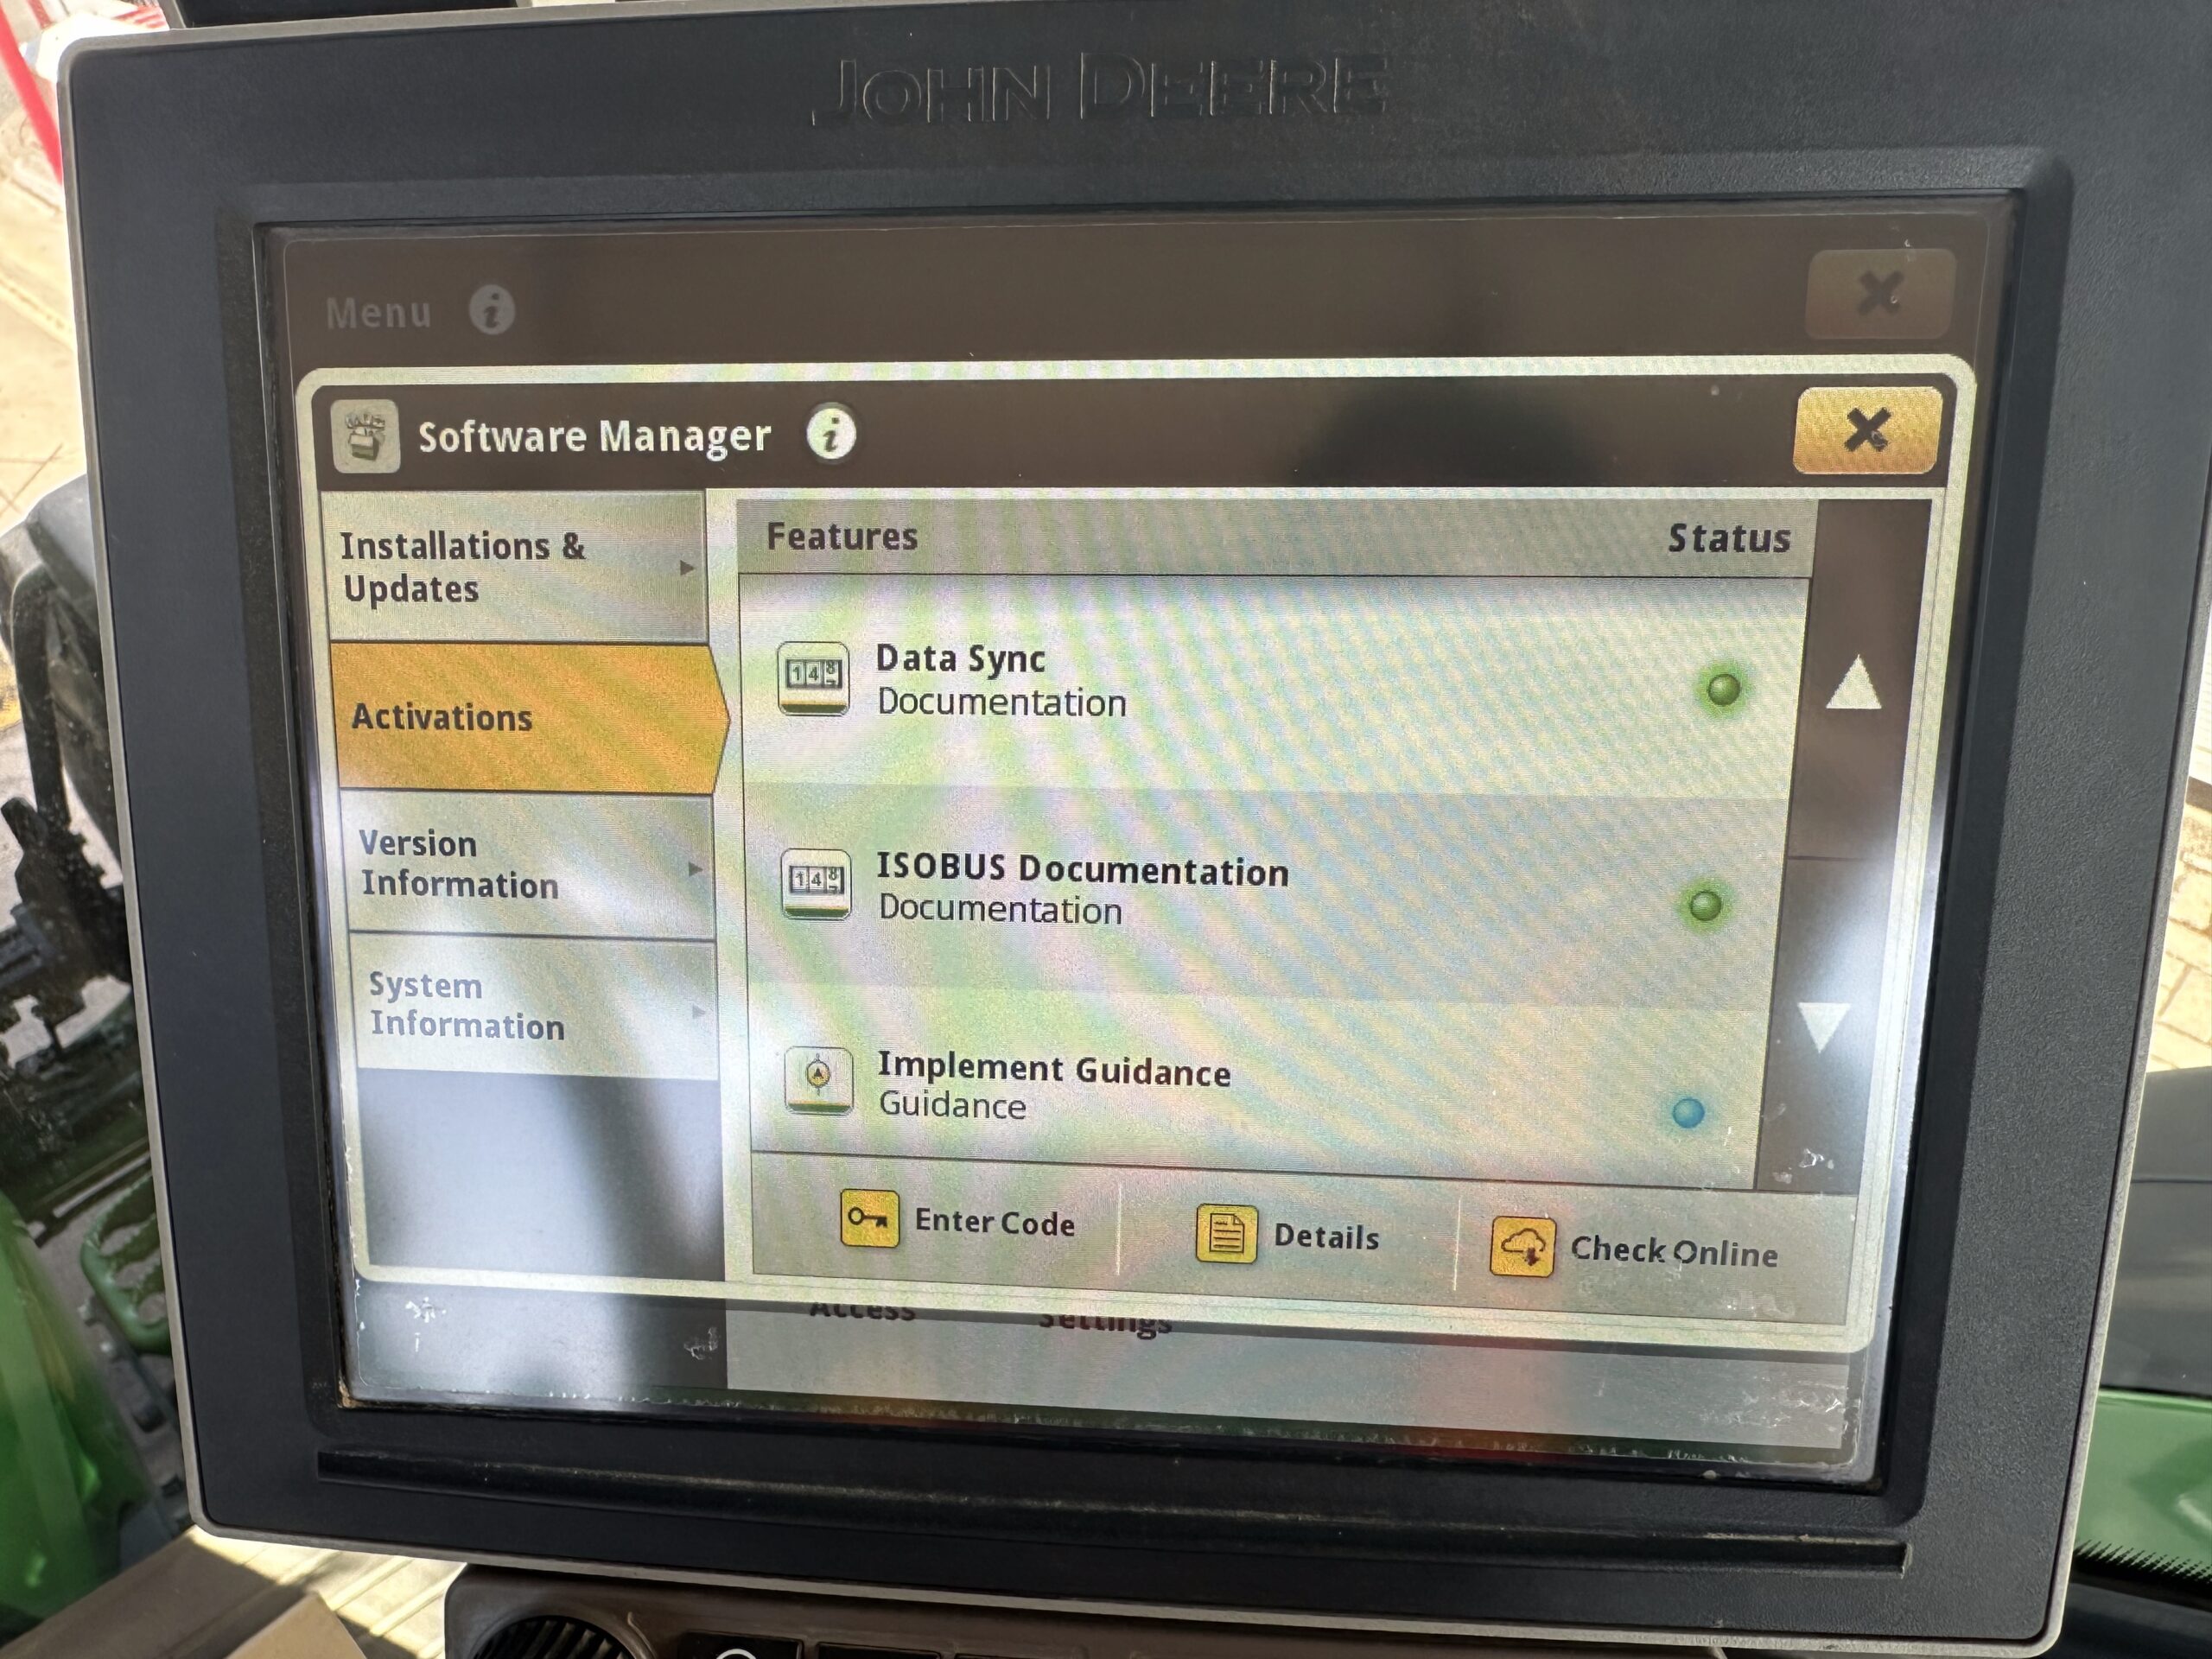 JOHN DEERE
Menu
Software Manager
Installations &
Updates
Activations
Version
Information
System
Information
Features Status
Data Sync
Documentation
ISOBUS Documentation
Documentation
Implement Guidance
Guidance
Enter Code Details Check Online
Access Settings